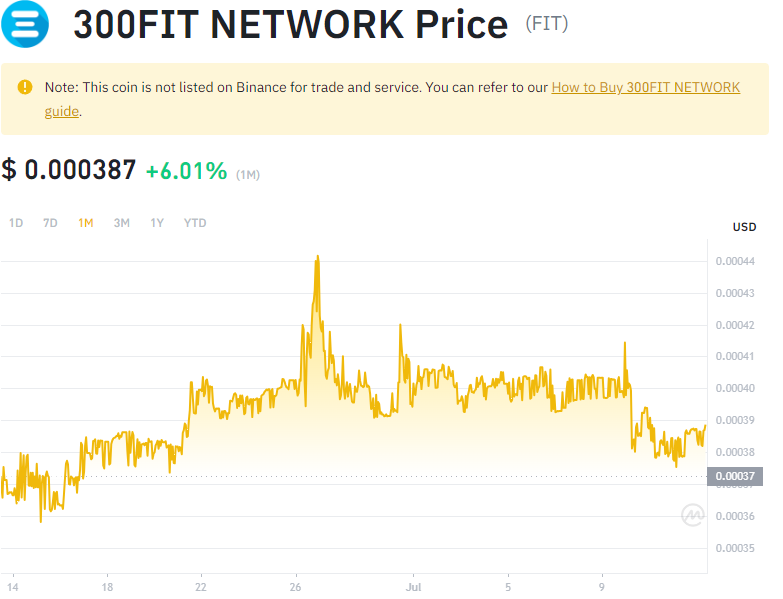 300FIT NETWORK Price (FIT)
Note: This coin is not listed on Binance for trade and service. You can refer to our How to Buy 300FIT NETWORK
guide.
$ 0.000387 +6.01% (1M)
1D 7D 1M 3M 1Y YTD
USD
0.00044
0.00043
0.00042
0.00041
0.00040
0.00039
0.00038
0.00037
0.00036
0.00035
14 18 22 26 Jul 5 9